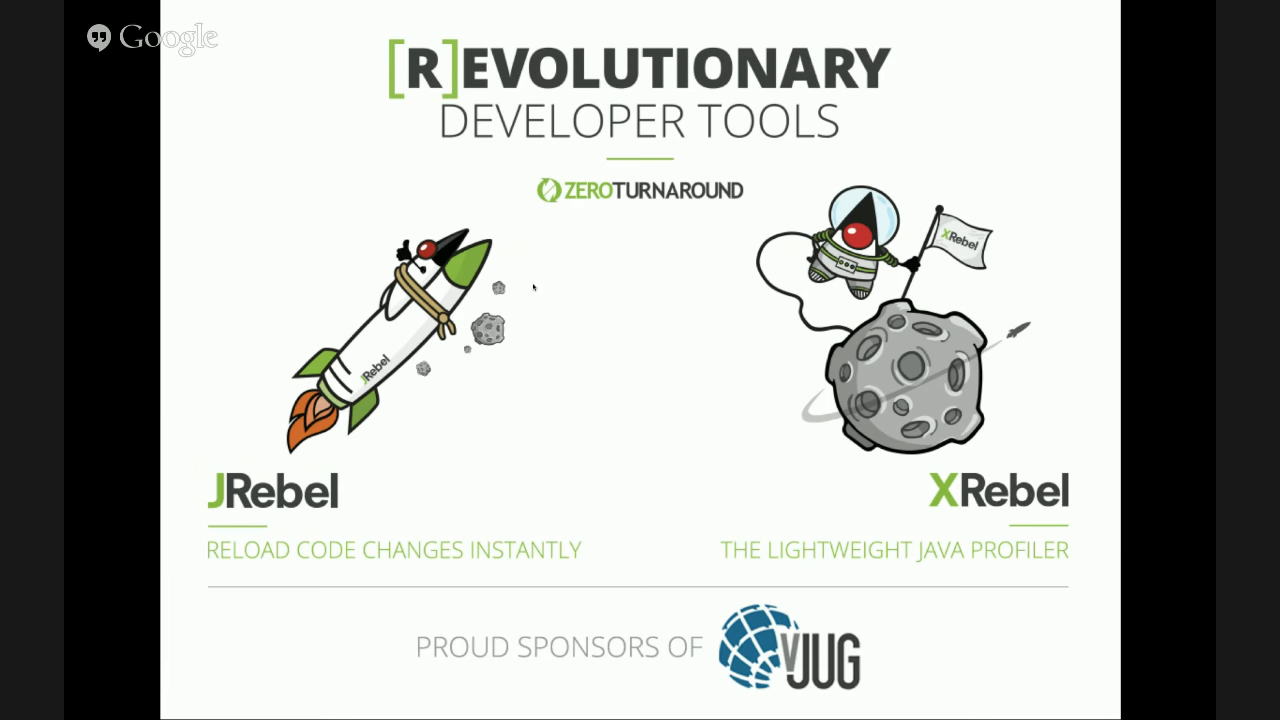 Google
[R]EVOLUTIONARY
DEVELOPER TOOLS
ZEROTURNAROUND
XRebel
JRebel
JRebel
XRebel
RELOAD CODE CHANGES INSTANTLY
THE LIGHTWEIGHT JAVA PROFILER
PROUD SPONSORS OF
vJUG